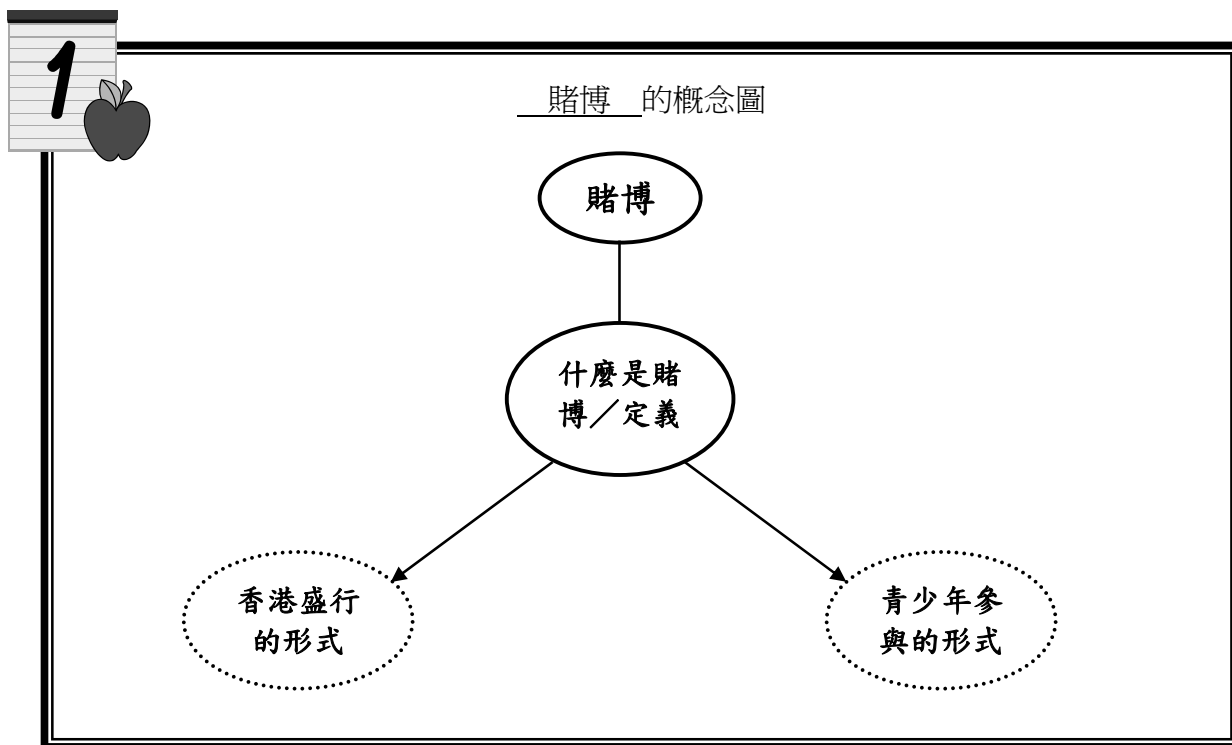 1
賭博 的概念圖
賭博
什麼是賭
博／定義
香港盛行
的形式
青少年參
與的形式